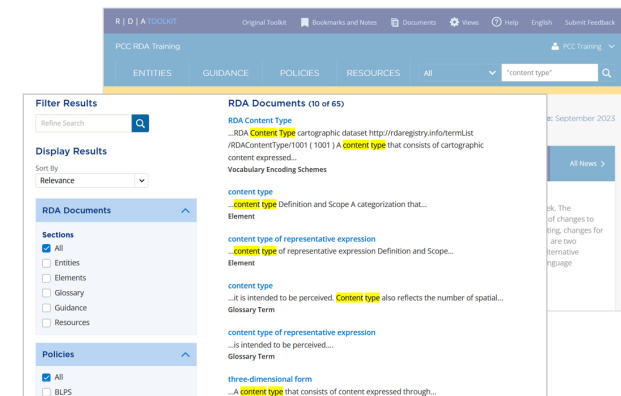 R | D | A TOOLKIT Original Toolkit Bookmarks and Notes Documents Views Help English Submit Feedback
PCC RDA Training PCC Training
ENTITIES GUIDANCE POLICIES RESOURCES All "content type"
Filter Results
Refine Search
Display Results
Sort By
Relevance
RDA Documents
Sections
All
Entities
Elements
Glossary
Guidance
Resources
Policies
All
BLPS
RDA Documents (10 of 65)
RDA Content Type
...RDA Content Type cartographic dataset http://rdaregistry.info/termList
/RDAContentType/1001 ( 1001 ) A content type that consists of cartographic
content expressed...
Vocabulary Encoding Schemes
content type
...content type Definition and Scope A categorization that...
Element
content type of representative expression
...content type of representative expression Definition and Scope...
Element
content type
...it is intended to be perceived. Content type also reflects the number of spatial...
Glossary Term
content type of representative expression
...is intended to be perceived....
Glossary Term
three-dimensional form
...A content type that consists of content expressed through...
: September 2023
All News >
The
of changes to
changes for
are two